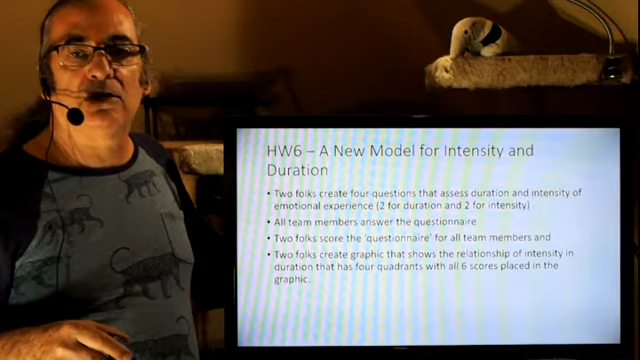 HW6 – A New Model for Intensity and
Duration
• Two folks create four questions that assess duration and intensity of
emotional experience (2 for duration and 2 for intensity)
• All team members answer the questionnaire
• Two folks score the 'questionnaire' for all team members and
• Two folks create graphic that shows the relationship of intensity in
duration that has four quadrants with all 6 scores placed in the
graphic.